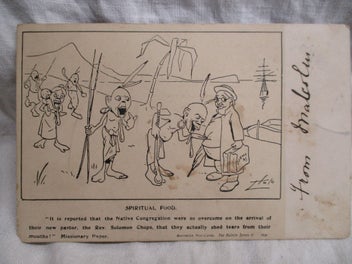 SPIRITUAL FOOD.
"It is reported that the Native Congregation were so overcome on the arrival of
their new pastor, the Rev. Solomon Chops, that they actually shed tears from their
mouths!" Missionary Paper.
From Malcolm